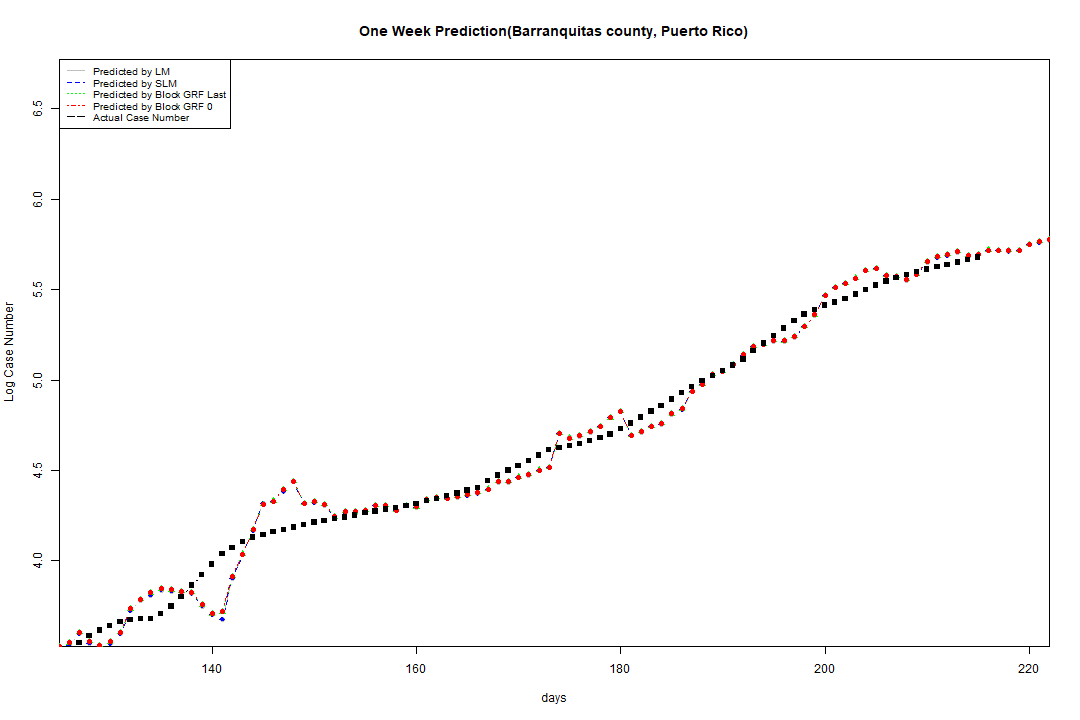 One Week Prediction(Barranquitas county, Puerto Rico)
Predicted by LM
Predicted by SLM
Predicted by Block GRF Last
Predicted by Block GRF 0
Actual Case Number
6.5
6.0
5.5
5.0
4.5
4.0
Log Case Number
140
160
180
200
220
days